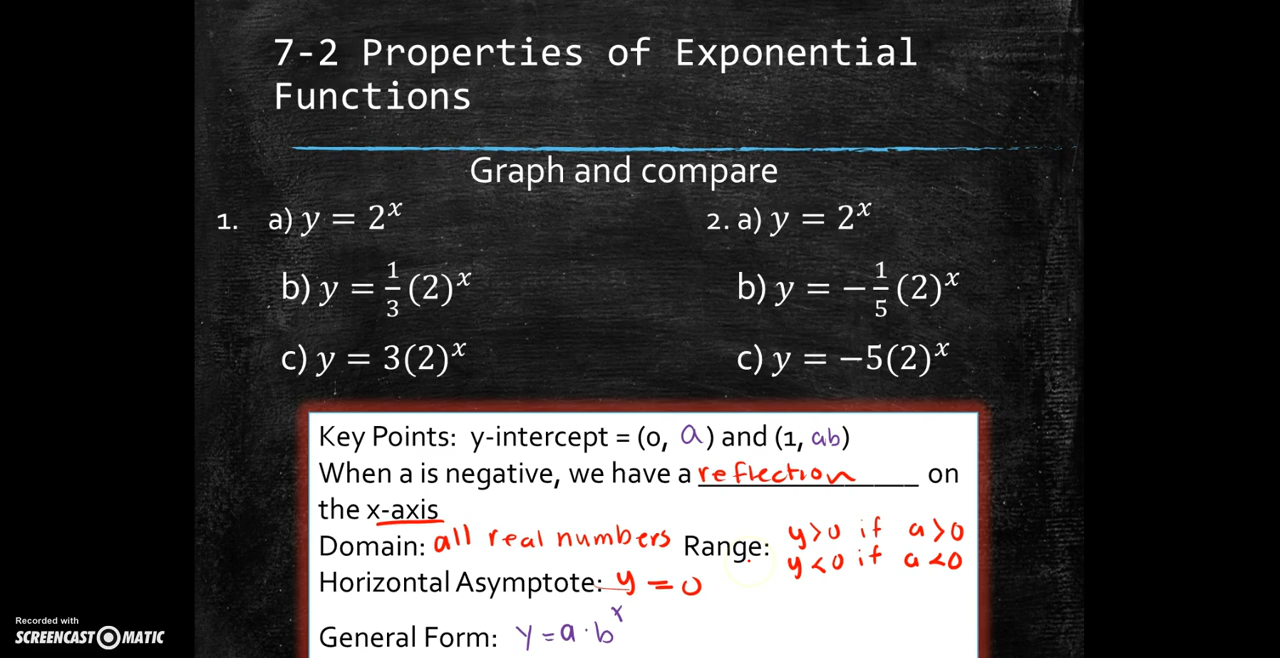 7-2 Properties of Exponential
Functions
Graph and compare
1. a) y = 2ˣ
2. a) y = 2ˣ
b) y = 1/3 (2)ˣ
b) y = −1/5 (2)ˣ
c) y = 3(2)ˣ
c) y = −5(2)ˣ
Key Points: y-intercept = (0, a) and (1, ab)
When a is negative, we have a reflection on
the x-axis
Domain: all real numbers Range: y>0 if a>0
y<0 if a<0
Horizontal Asymptote: y = 0
General Form: y = a · bˣ
Recorded with
SCREENCAST O MATIC